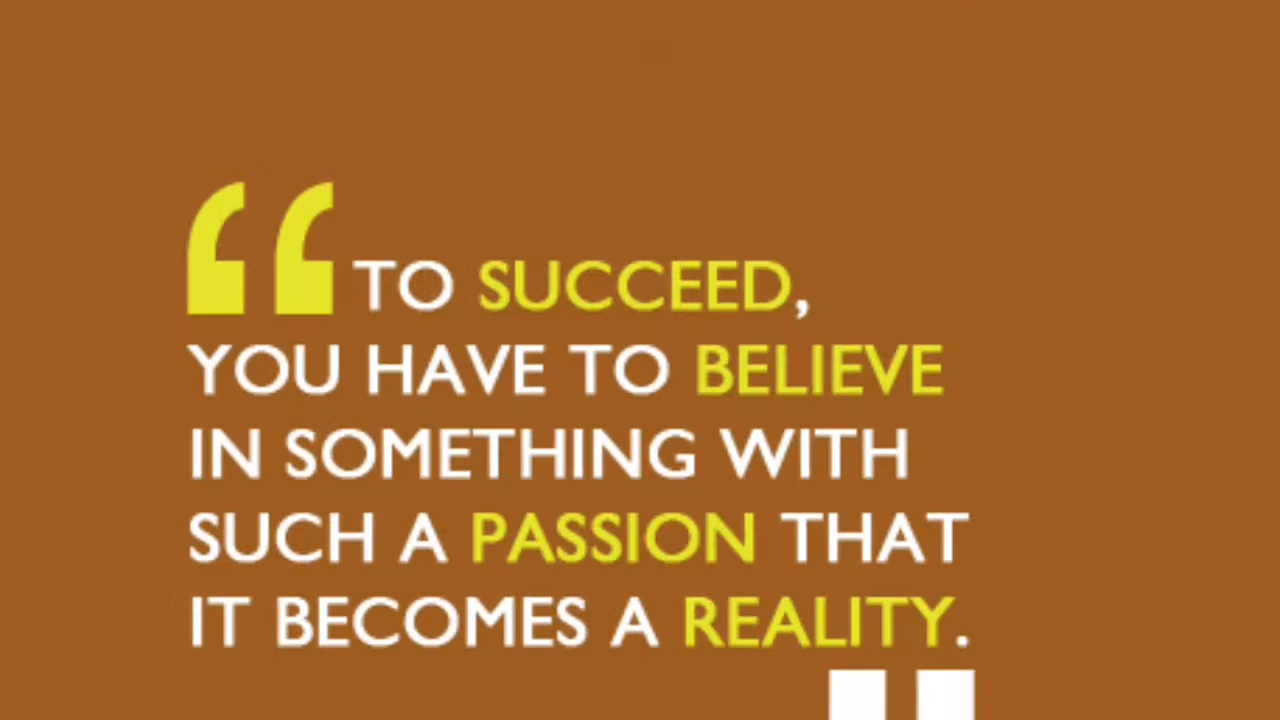 “ TO SUCCEED,
YOU HAVE TO BELIEVE
IN SOMETHING WITH
SUCH A PASSION THAT
IT BECOMES A REALITY.
”